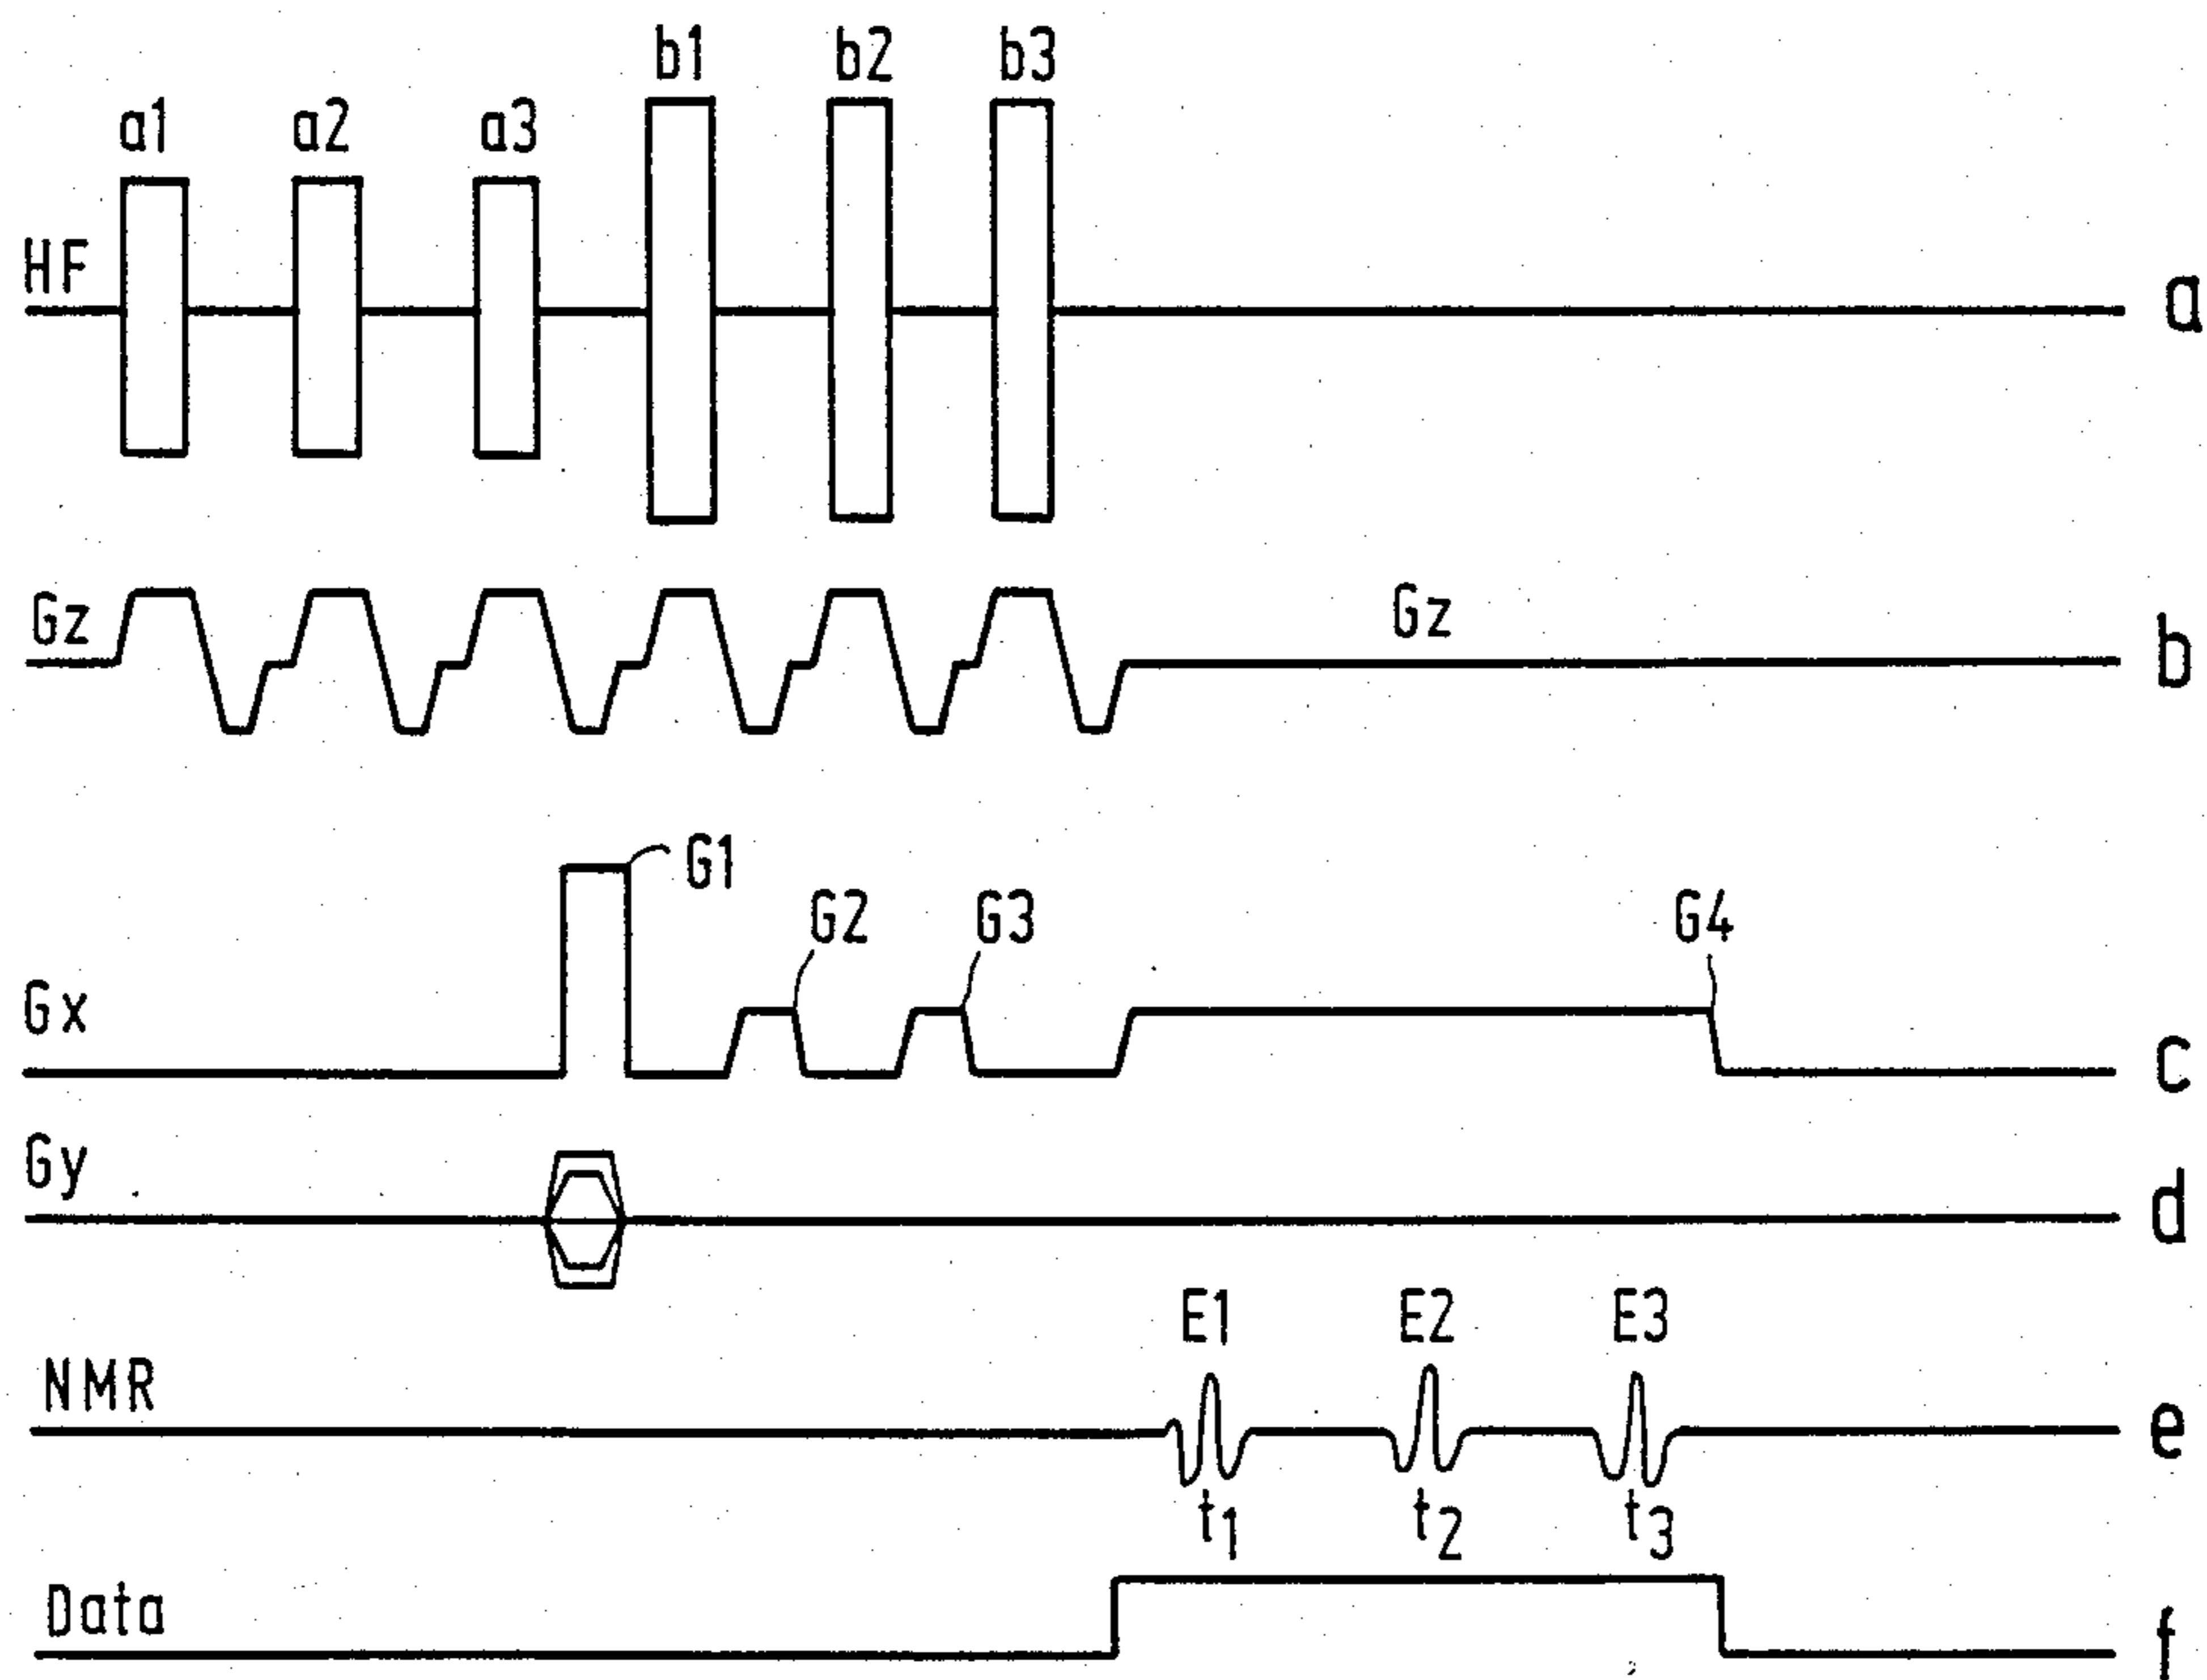 b1 b2 b3
a1 a2 a3
HF a
Gz Gz b
G1
G2 G3 G4
Gx c
Gy d
E1 E2 E3
NMR e
t1 t2 t3
Data f